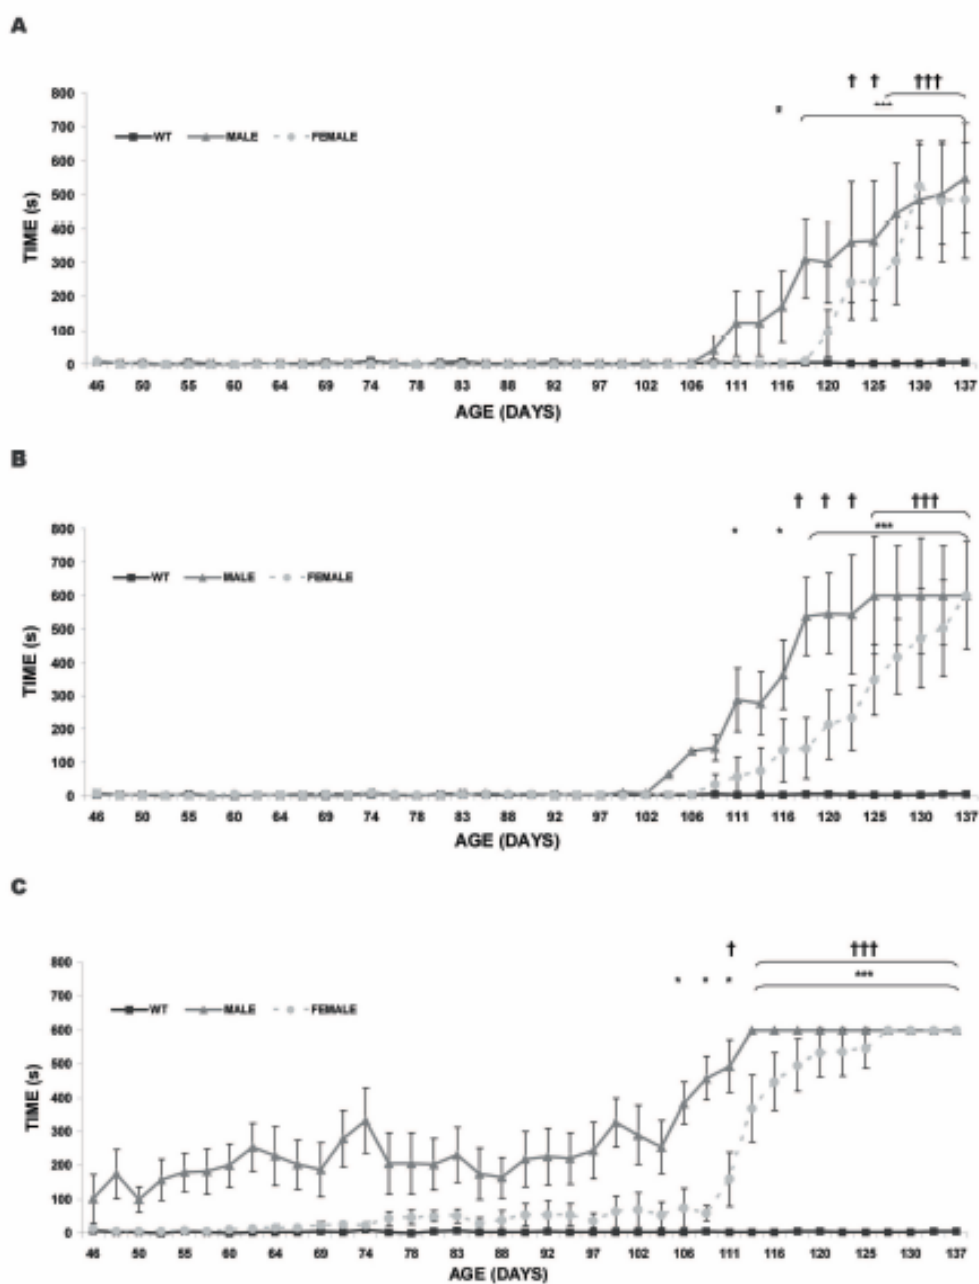 A
† † †††
* ***
800
WT MALE FEMALE
700
600
500
400
300
200
100
0
TIME (s)
46 50 55 60 64 69 74 78 83 88 92 97 102 106 111 116 120 125 130 137
AGE (DAYS)
B
† † † †††
* * ***
800
700
WT MALE FEMALE
600
500
400
300
200
100
0
TIME (s)
46 50 55 60 64 69 74 78 83 88 92 97 102 106 111 116 120 125 130 137
AGE (DAYS)
C
† †††
* * * ***
800
700
WT MALE FEMALE
600
500
400
300
200
100
0
TIME (s)
46 50 55 60 64 69 74 78 83 88 92 97 102 106 111 116 120 125 130 137
AGE (DAYS)